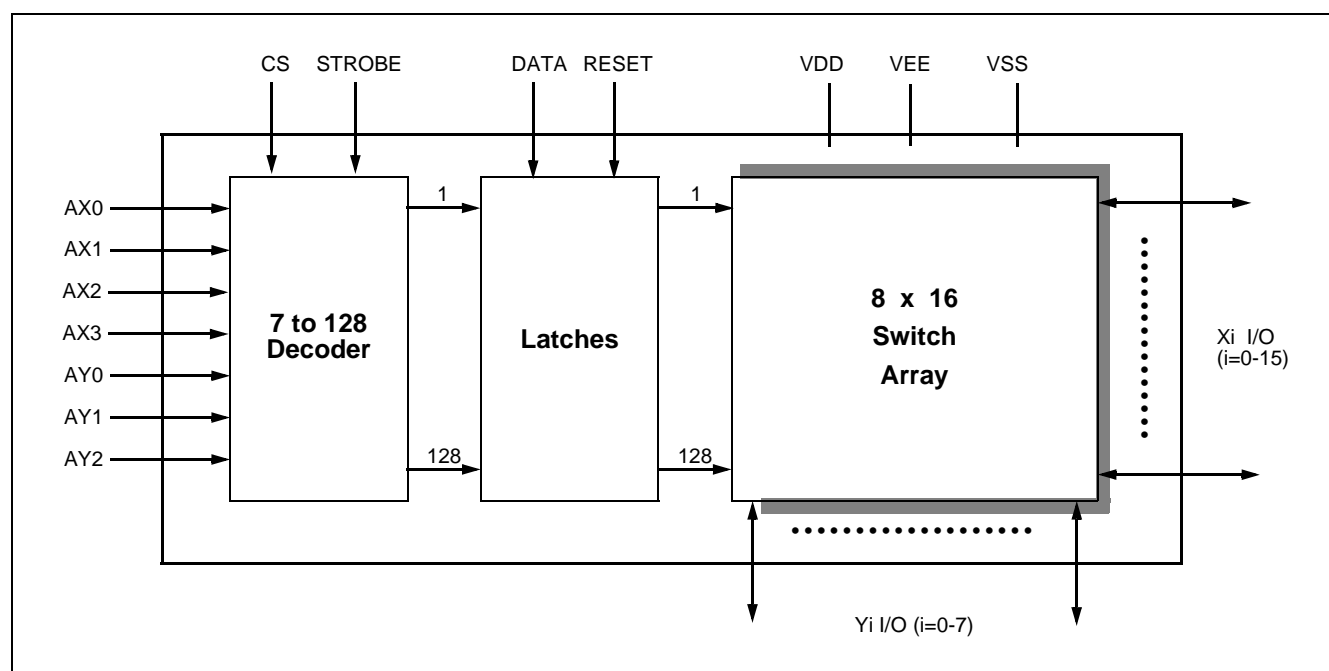 CS STROBE DATA RESET VDD VEE VSS
AX0
AX1
AX2
AX3
AY0
AY1
AY2
7 to 128
Decoder
1
128
Latches
1
128
8 x 16
Switch
Array
Xi I/O
(i=0-15)
Yi I/O (i=0-7)